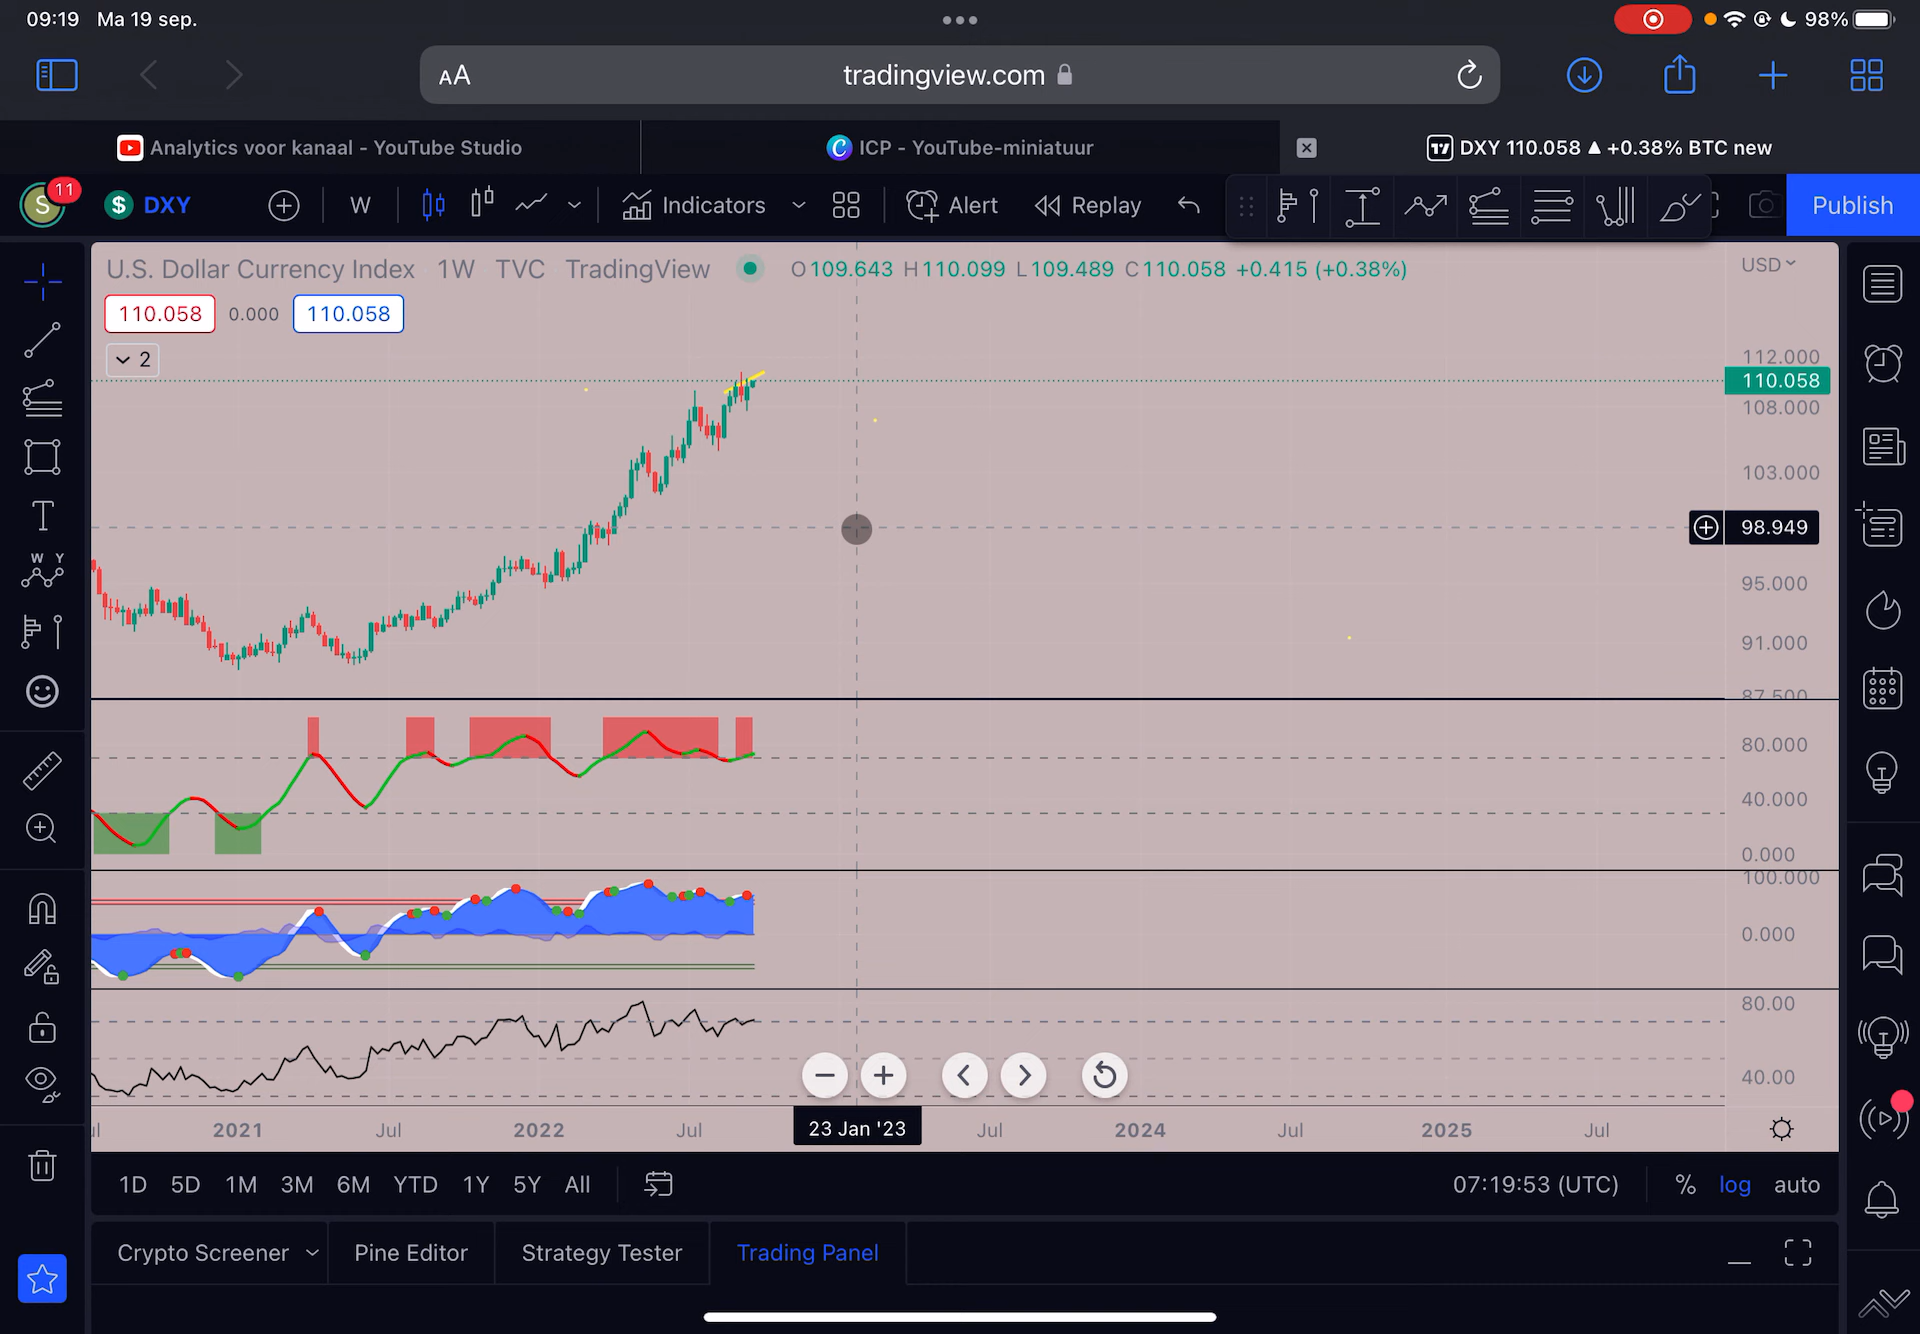 09:19 Ma 19 sep.
98%
AA
tradingview.com
Analytics voor kanaal - YouTube Studio
ICP - YouTube-miniatuur
DXY 110.058 ▲ +0.38% BTC new
S
11
$ DXY
W
Indicators
Alert
Replay
Publish
U.S. Dollar Currency Index 1W TVC TradingView
O109.643 H110.099 L109.489 C110.058 +0.415 (+0.38%)
USD
110.058 0.000 110.058
2
112.000
110.058
108.000
103.000
98.949
95.000
91.000
87.500
80.000
40.000
0.000
100.000
0.000
80.00
40.00
2021 Jul 2022 Jul 23 Jan '23 Jul 2024 Jul 2025 Jul
1D 5D 1M 3M 6M YTD 1Y 5Y All
07:19:53 (UTC) % log auto
Crypto Screener Pine Editor Strategy Tester Trading Panel